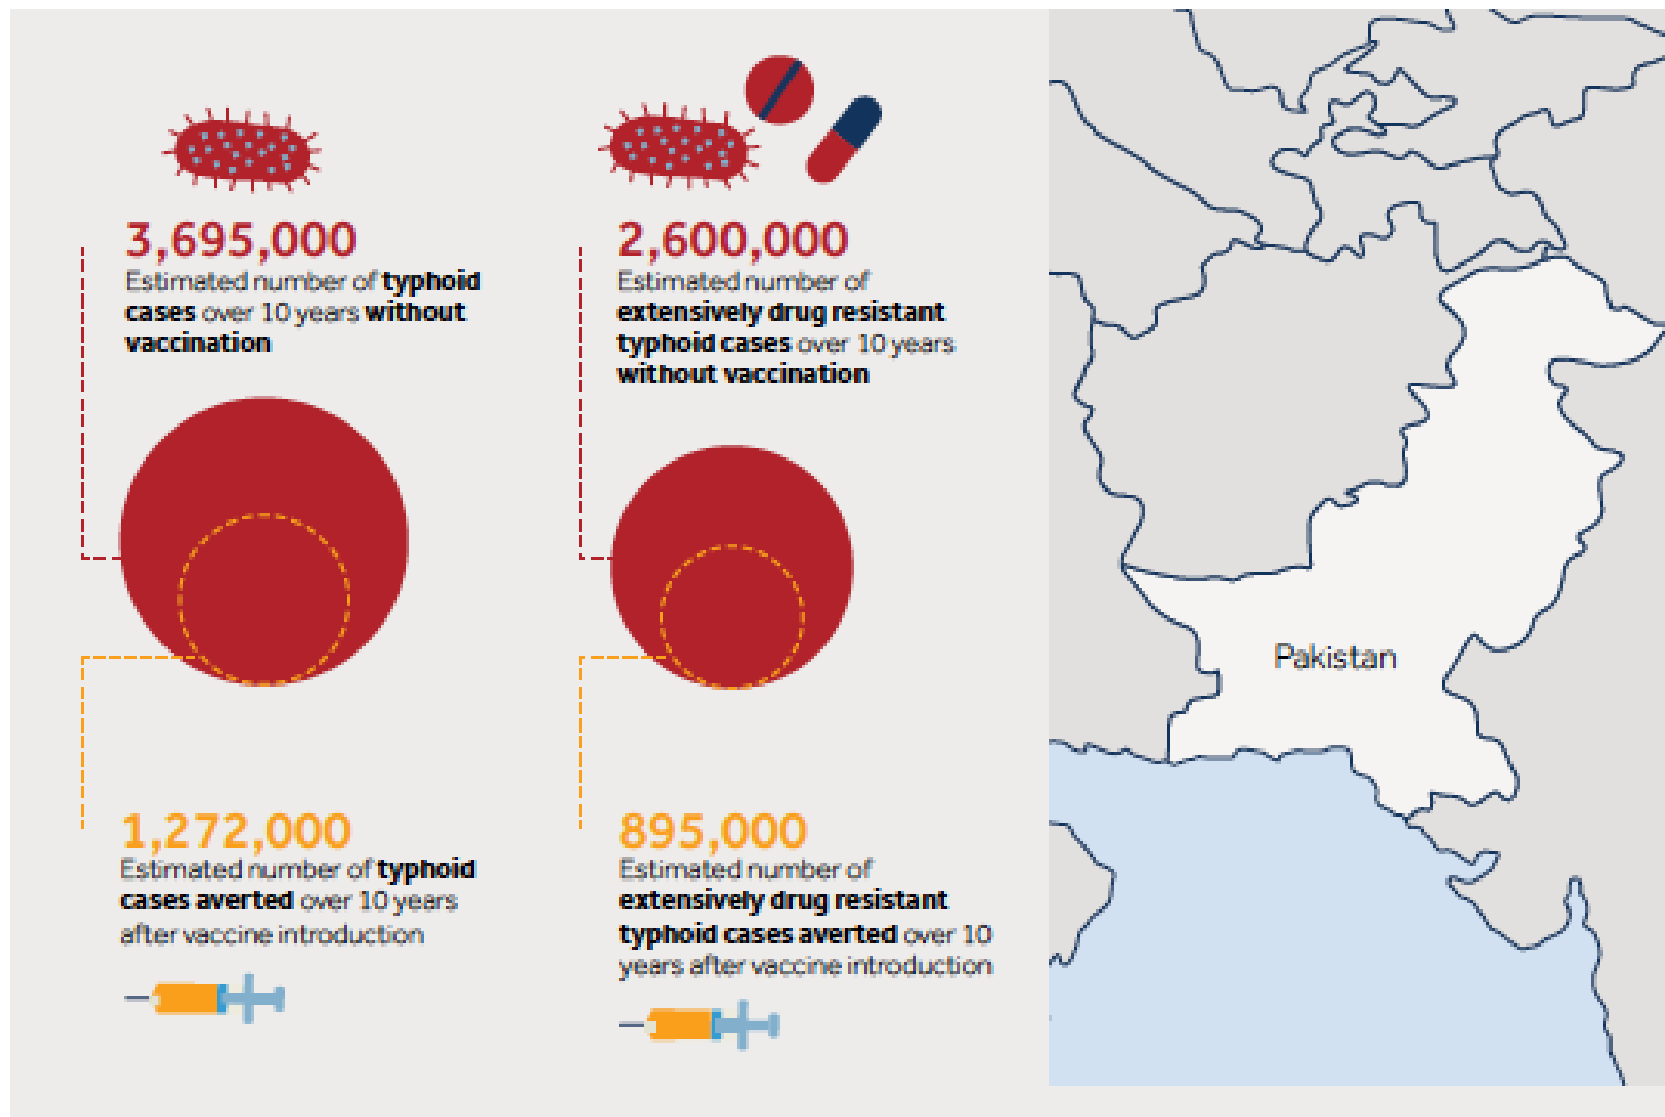 3,695,000
Estimated number of typhoid
cases over 10 years without
vaccination
2,600,000
Estimated number of
extensively drug resistant
typhoid cases over 10 years
without vaccination
1,272,000
Estimated number of typhoid
cases averted over 10 years
after vaccine introduction
895,000
Estimated number of
extensively drug resistant
typhoid cases averted over 10
years after vaccine introduction
Pakistan